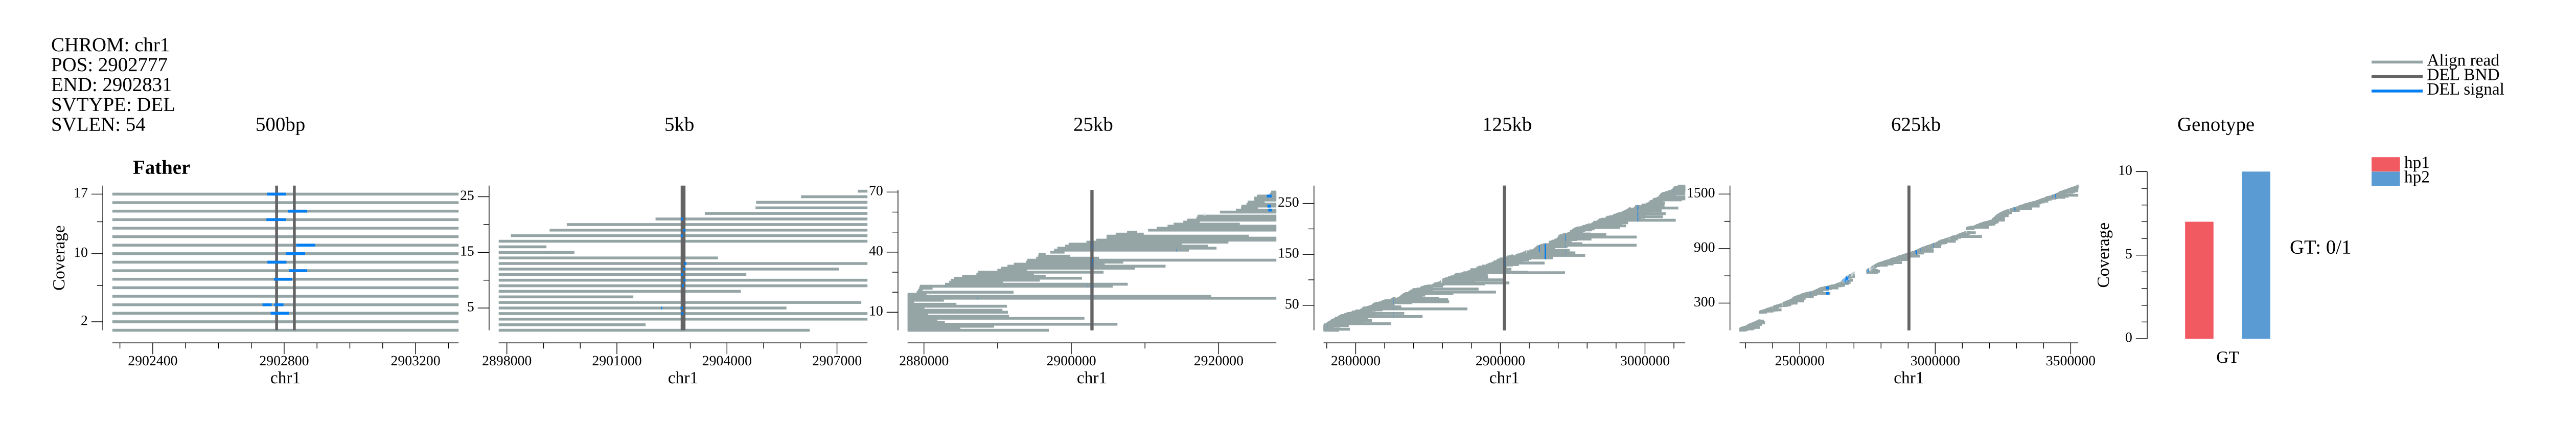 CHROM: chr1
POS: 2902777
END: 2902831
SVTYPE: DEL
SVLEN: 54
500bp
5kb
25kb
125kb
625kb
Genotype
Align read
DEL BND
DEL signal
hp1
hp2
Father
Coverage
17
10
2
2902400
2902800
2903200
chr1
25
15
5
2898000
2901000
2904000
2907000
chr1
70
40
10
2880000
2900000
2920000
chr1
250
150
50
2800000
2900000
3000000
chr1
1500
900
300
2500000
3000000
3500000
chr1
Coverage
10
5
0
GT
GT: 0/1